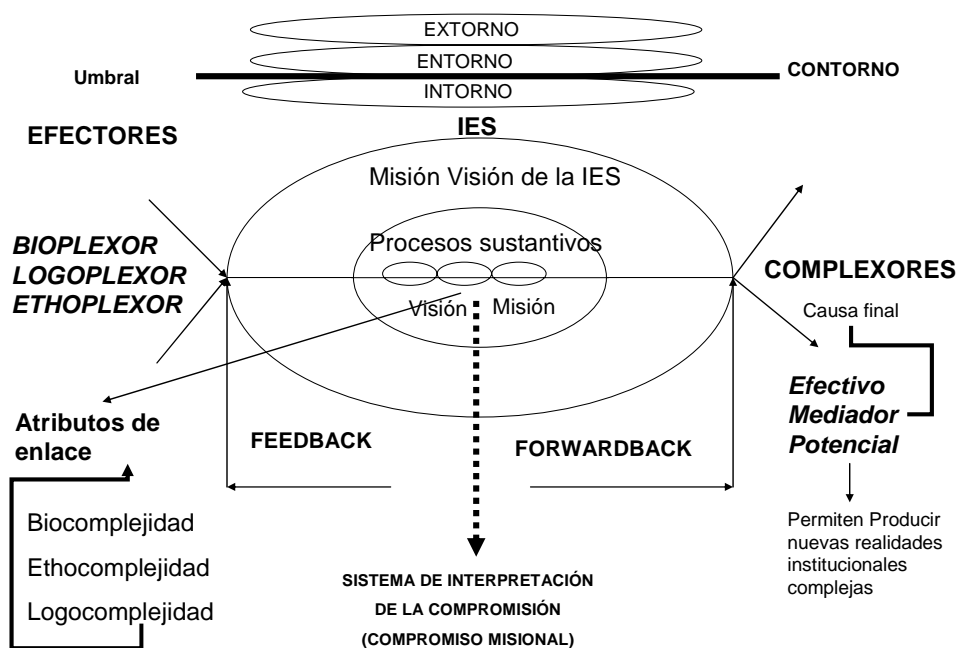 EXTORNO
ENTORNO
Umbral
CONTORNO
INTORNO
EFECTORES
IES
Misión Visión de la IES
Procesos sustantivos
BIOPLEXOR
LOGOPLEXOR
ETHOPLEXOR
COMPLEXORES
Visión
Misión
Causa final
Efectivo
Mediador
Potencial
Atributos de
enlace
FEEDBACK
FORWARDBACK
Biocomplejidad
Ethocomplejidad
Logocomplejidad
Permiten Producir
nuevas realidades
institucionales
complejas
SISTEMA DE INTERPRETACIÓN
DE LA COMPROMISIÓN
(COMPROMISO MISIONAL)